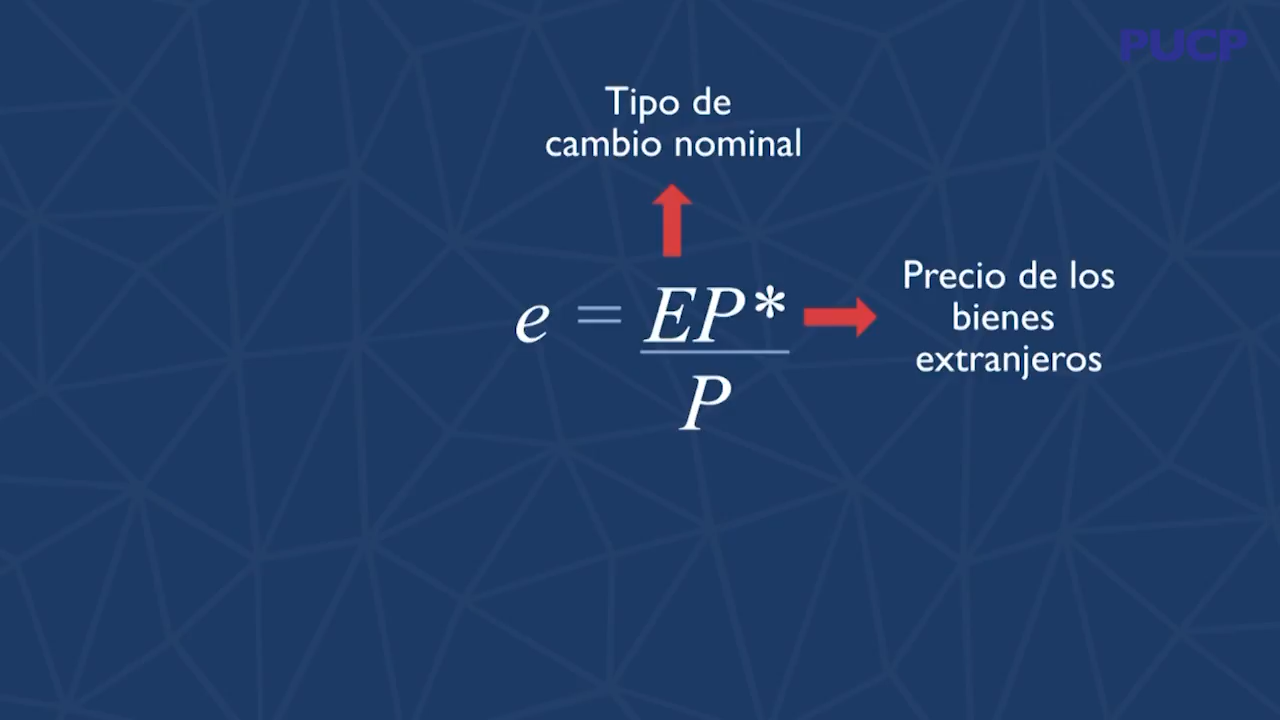 PUCP
Tipo de
cambio nominal
e = EP*
P
Precio de los
bienes
extranjeros